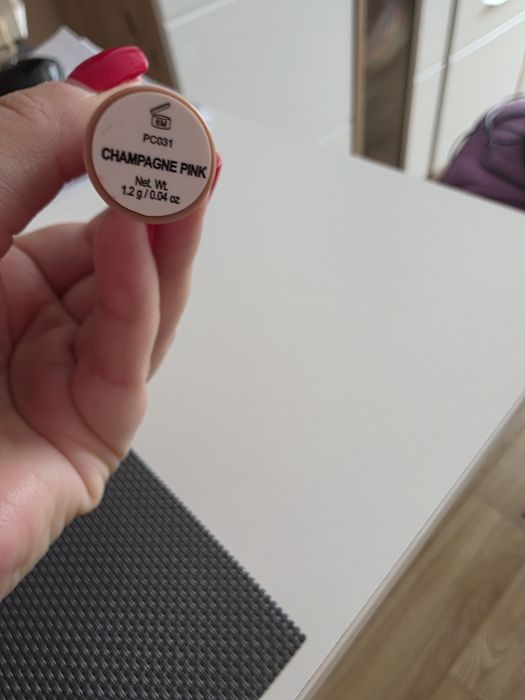 6M
PC031
CHAMPAGNE PINK
Net. Wt.
1.2 g / 0.04 oz